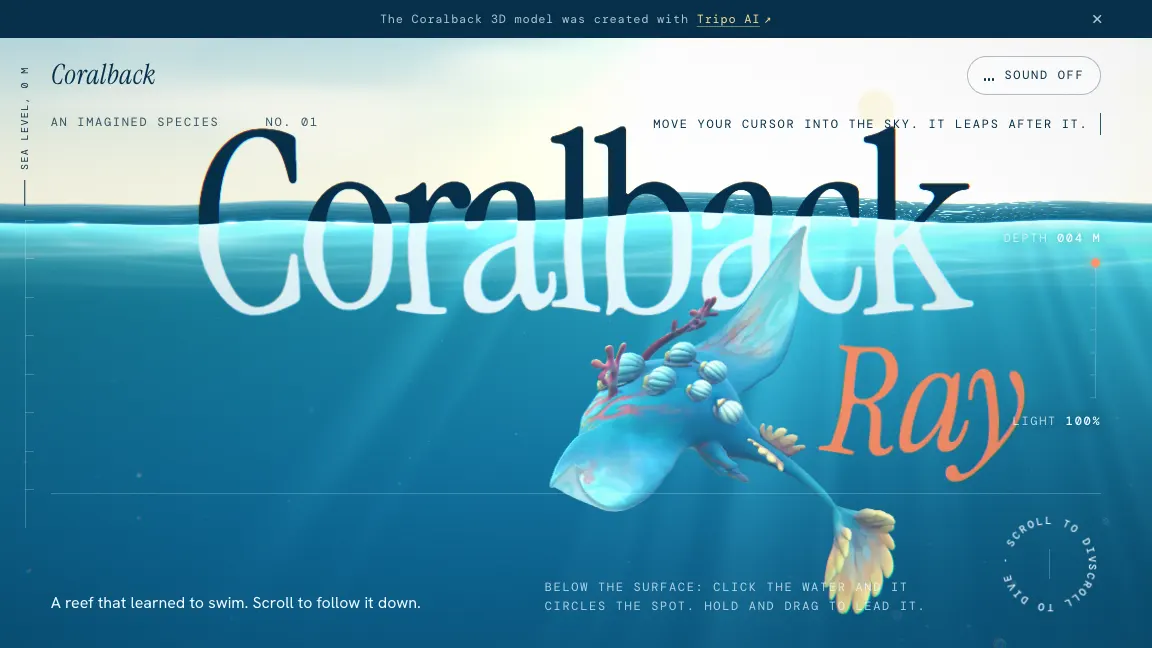 The Coralback 3D model was created with Tripo AI ↗ ✕
SEA LEVEL, 0 M
Coralback
... SOUND OFF
AN IMAGINED SPECIES NO. 01
MOVE YOUR CURSOR INTO THE SKY. IT LEAPS AFTER IT.
Coralback
DEPTH 004 M
Ray
LIGHT 100%
A reef that learned to swim. Scroll to follow it down.
BELOW THE SURFACE: CLICK THE WATER AND IT
CIRCLES THE SPOT. HOLD AND DRAG TO LEAD IT.
SCROLL TO DIVSCROLL TO DIVE ·